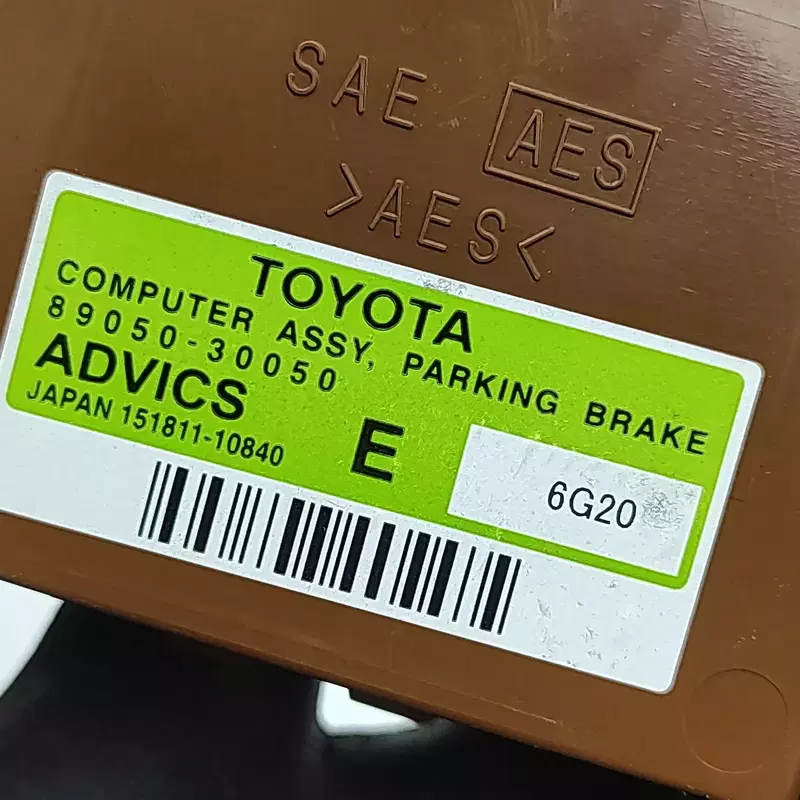 SAE AES
>AES<
TOYOTA
COMPUTER ASSY, PARKING BRAKE
89050-30050
ADVICS
JAPAN 151811-10840
E
6G20